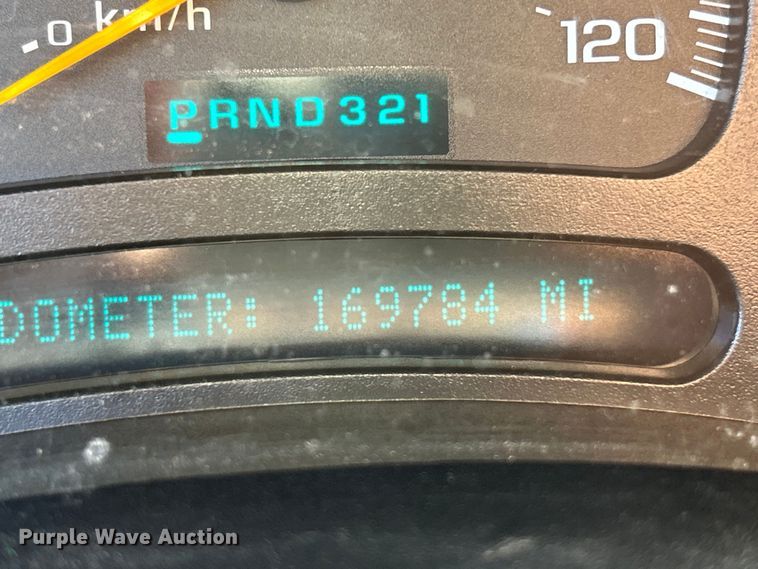 0 km/h
120
PRND321
DOMETER: 169784 MI
Purple Wave Auction